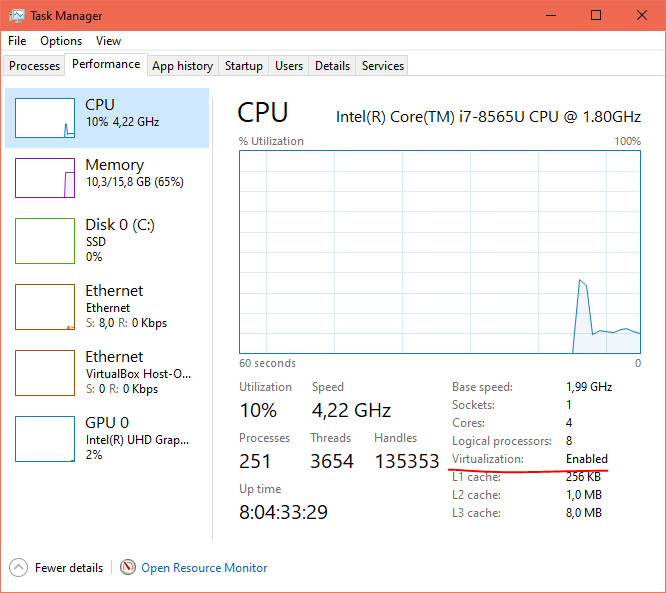 Task Manager
File Options View
Processes Performance App history Startup Users Details Services
CPU
10% 4,22 GHz
Memory
10,3/15,8 GB (65%)
Disk 0 (C:)
SSD
0%
Ethernet
Ethernet
S: 8,0 R: 0 Kbps
Ethernet
VirtualBox Host-O...
S: 0 R: 0 Kbps
GPU 0
Intel(R) UHD Grap...
2%
CPU Intel(R) Core(TM) i7-8565U CPU @ 1.80GHz
% Utilization 100%
60 seconds 0
Utilization Speed
10% 4,22 GHz
Processes Threads Handles
251 3654 135353
Up time
8:04:33:29
Base speed: 1,99 GHz
Sockets: 1
Cores: 4
Logical processors: 8
Virtualization: Enabled
L1 cache: 256 KB
L2 cache: 1,0 MB
L3 cache: 8,0 MB
Fewer details Open Resource Monitor